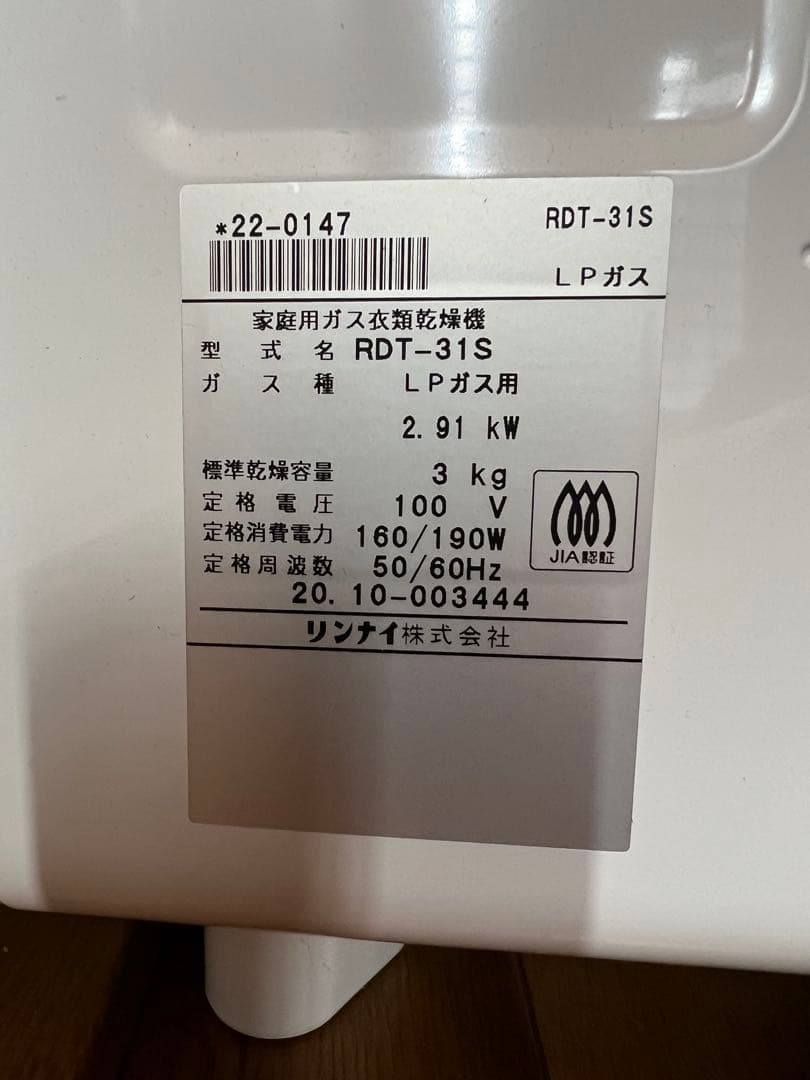 *22-0147 RDT-31S
LPガス
家庭用ガス衣類乾燥機
型式名 RDT-31S
ガス種 LPガス用
2.91 kW
標準乾燥容量 3 kg
定格電圧 100 V
定格消費電力 160/190W
定格周波数 50/60Hz
20.10-003444
リンナイ株式会社
JIA認証